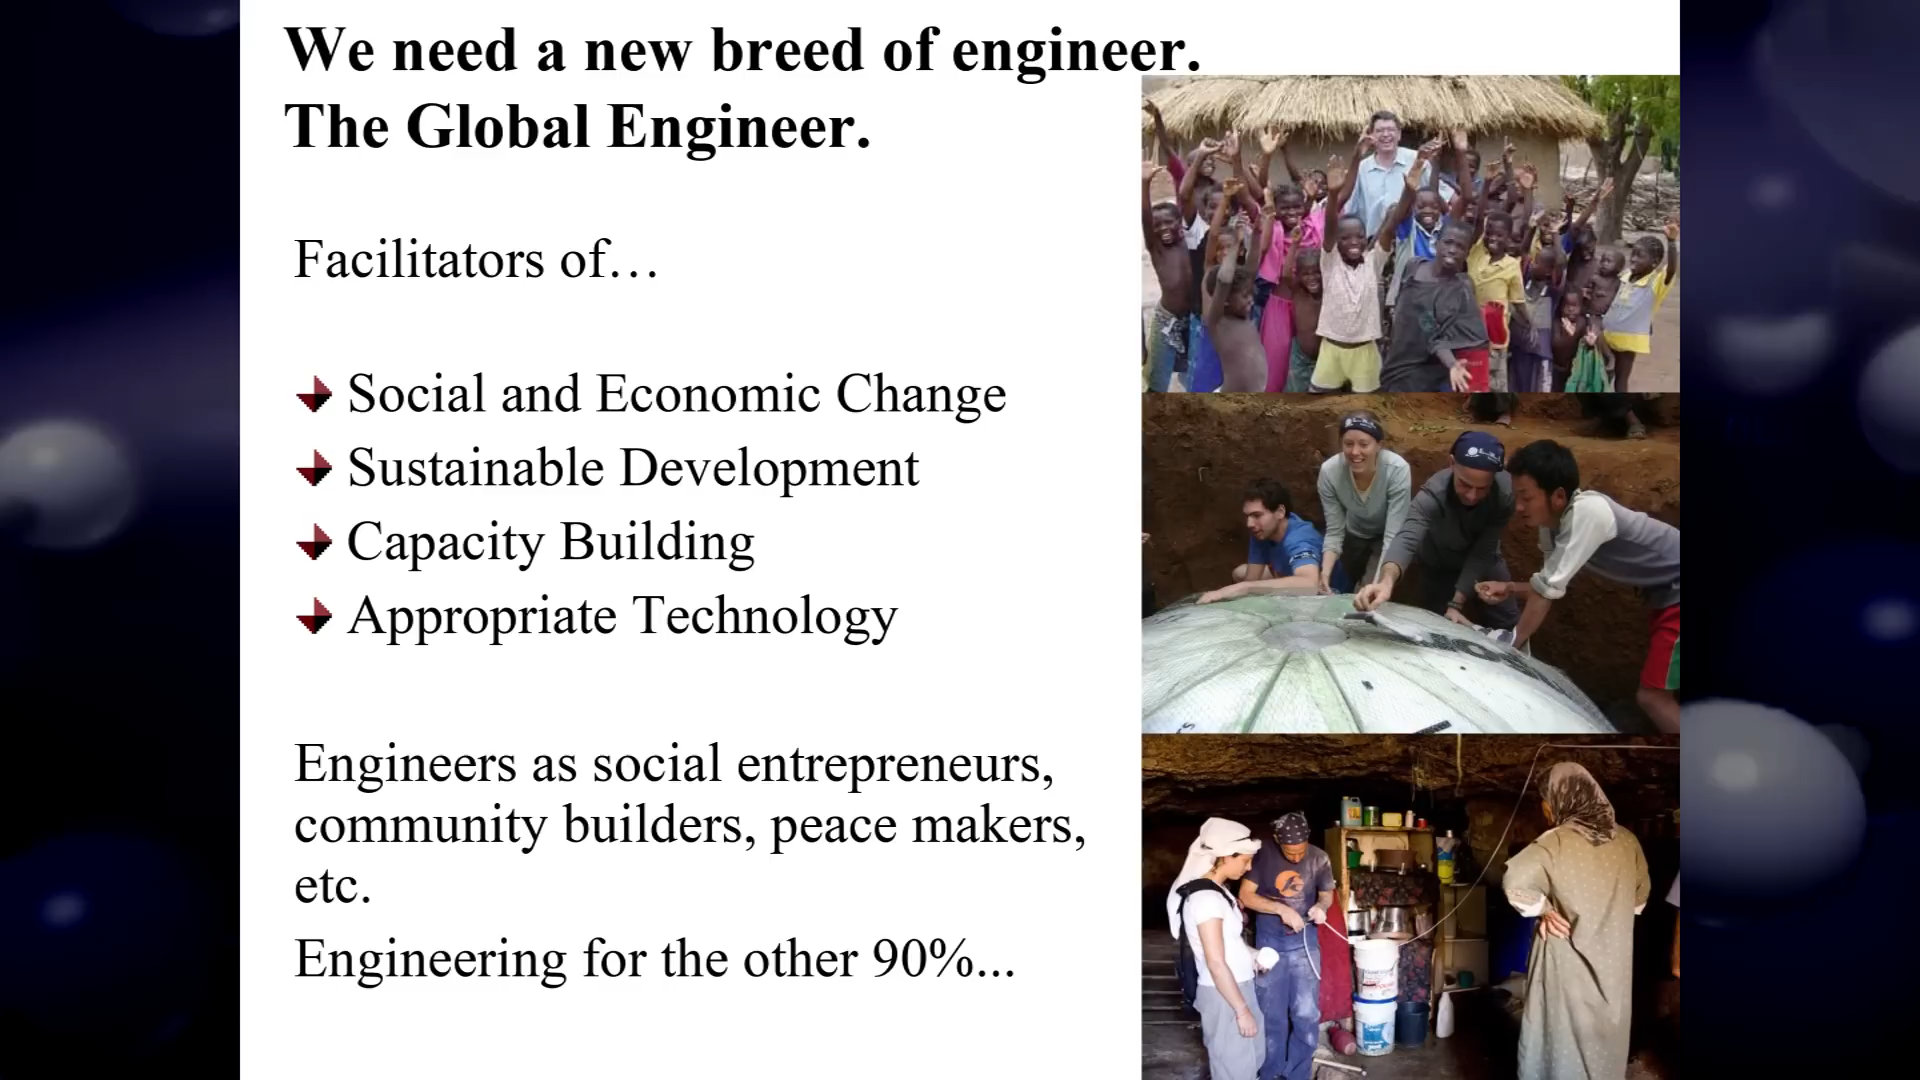 We need a new breed of engineer.
The Global Engineer.
Facilitators of…
Social and Economic Change
Sustainable Development
Capacity Building
Appropriate Technology
Engineers as social entrepreneurs,
community builders, peace makers,
etc.
Engineering for the other 90%...